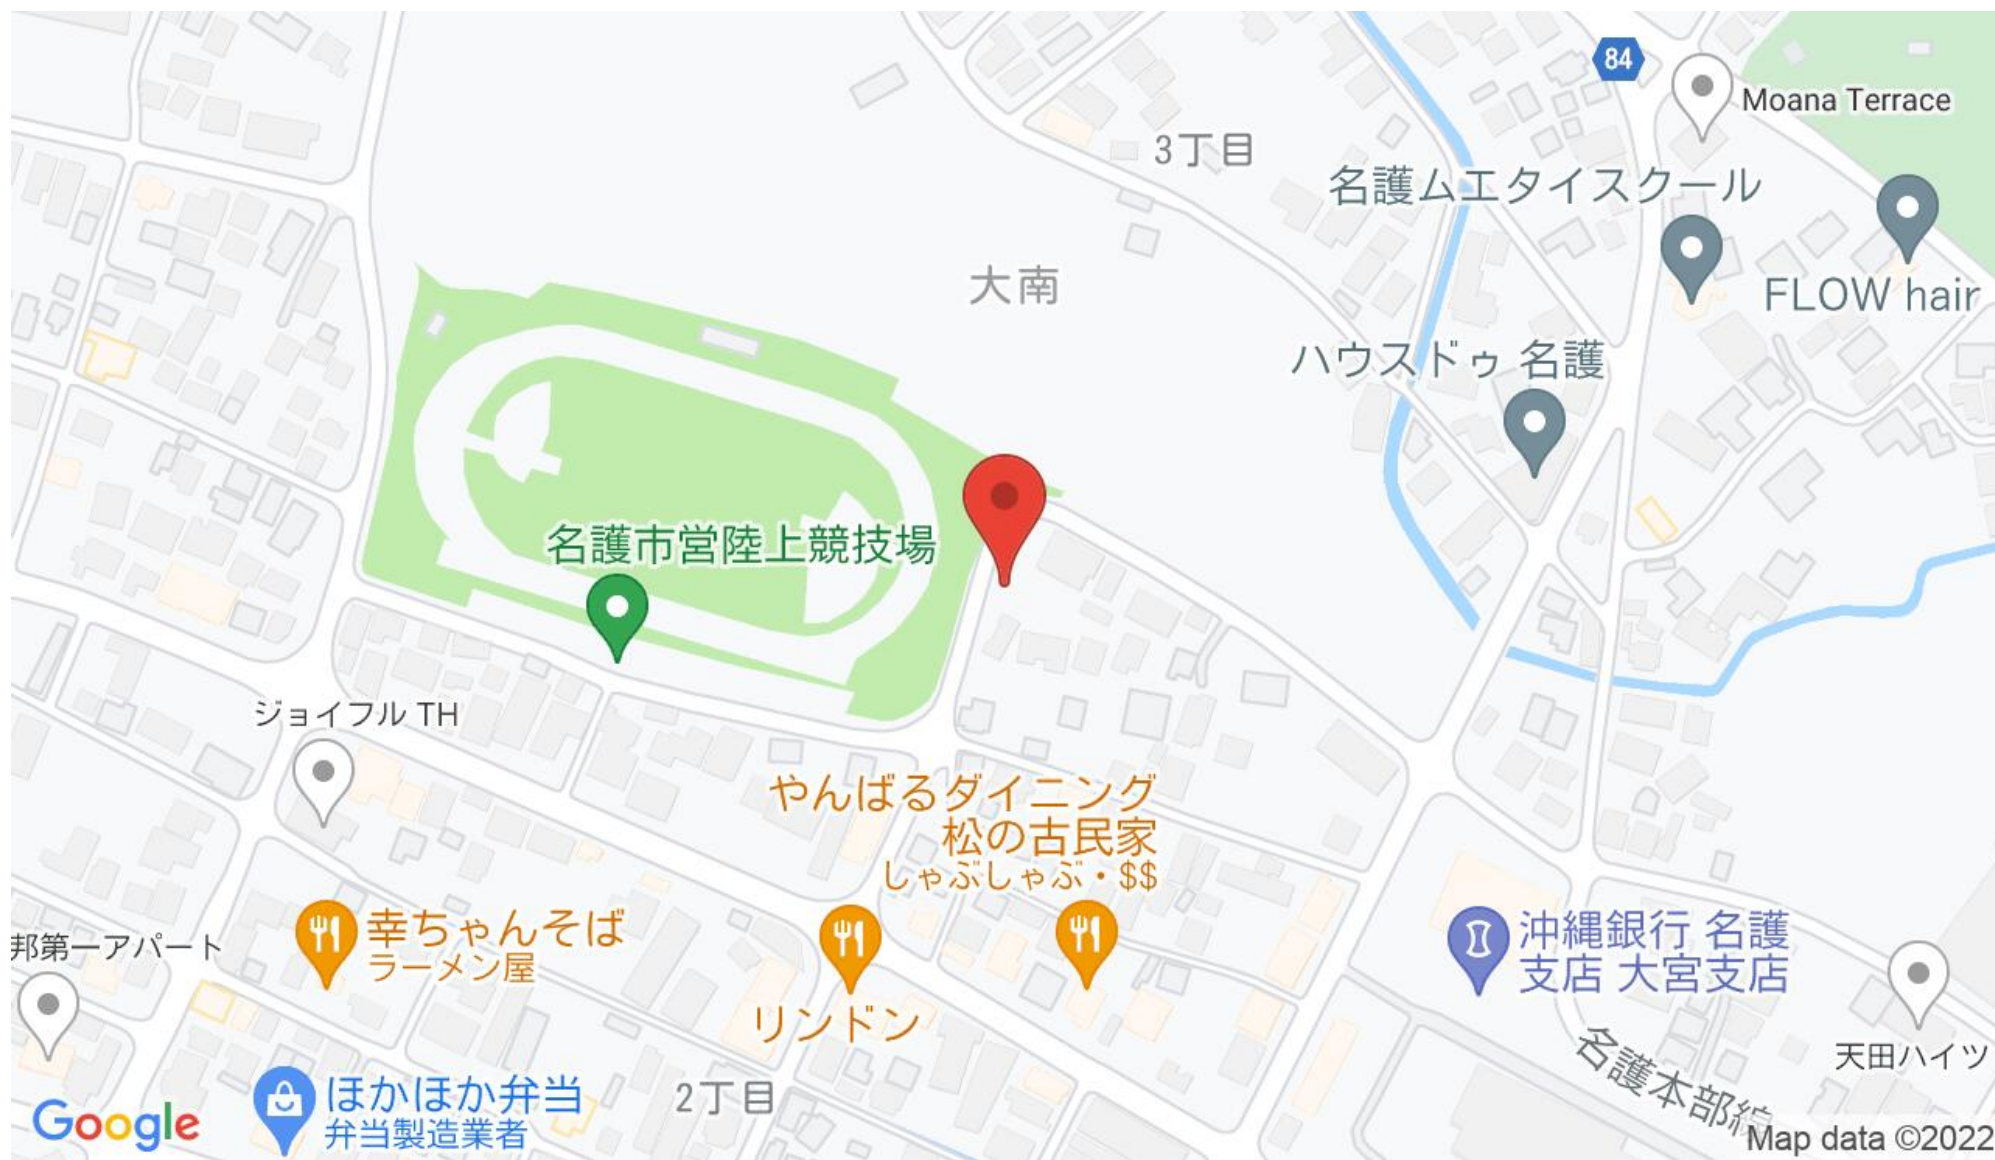 84
Moana Terrace
3丁目
名護ムエタイスクール
大南
FLOW hair
ハウスドゥ 名護
名護市営陸上競技場
ジョイフル TH
やんばるダイニング
松の古民家
しゃぶしゃぶ・$$
幸ちゃんそば
ラーメン屋
邦第一アパート
リンドン
沖縄銀行 名護
支店 大宮支店
天田ハイツ
名護本部線
2丁目
ほかほか弁当
弁当製造業者
Google
Map data ©2022